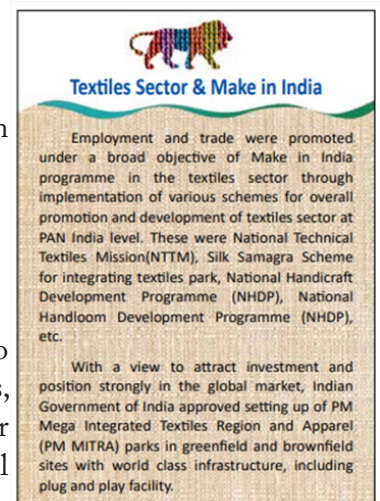 Textiles Sector & Make in India
Employment and trade were promoted
under a broad objective of Make in India
programme in the textiles sector through
implementation of various schemes for overall
promotion and development of textiles sector at
PAN India level. These were National Technical
Textiles Mission(NTTM), Silk Samagra Scheme
for integrating textiles park, National Handicraft
Development Programme (NHDP), National
Handloom Development Programme (NHDP),
etc.
With a view to attract investment and
position strongly in the global market, Indian
Government of India approved setting up of PM
Mega Integrated Textiles Region and Apparel
(PM MITRA) parks in greenfield and brownfield
sites with world class infrastructure, including
plug and play facility.